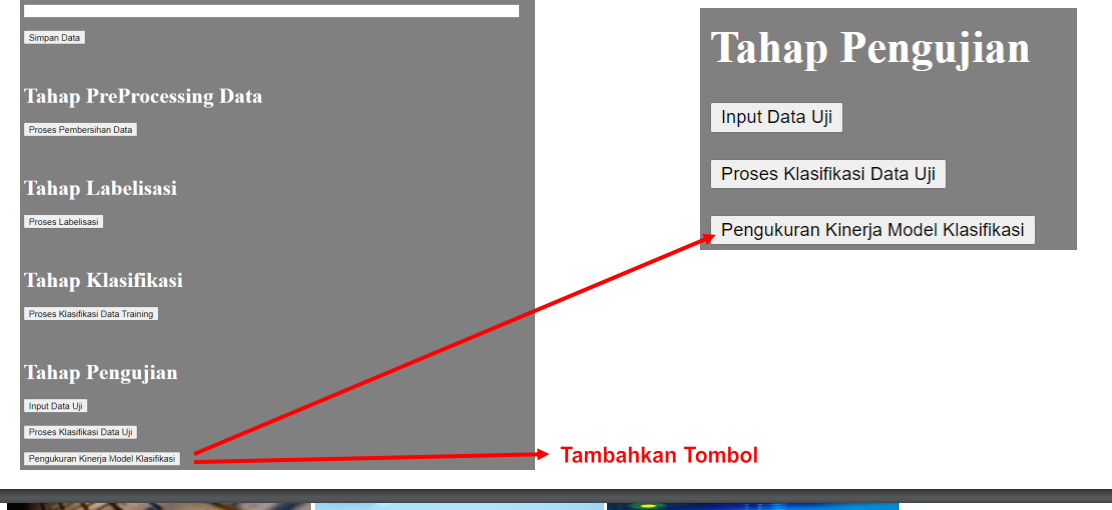 Simpan Data
Tahap PreProcessing Data
Proses Pembersihan Data
Tahap Labelisasi
Proses Labelisasi
Tahap Klasifikasi
Proses Klasifikasi Data Training
Tahap Pengujian
Input Data Uji
Proses Klasifikasi Data Uji
Pengukuran Kinerja Model Klasifikasi
Tahap Pengujian
Input Data Uji
Proses Klasifikasi Data Uji
Pengukuran Kinerja Model Klasifikasi
Tambahkan Tombol